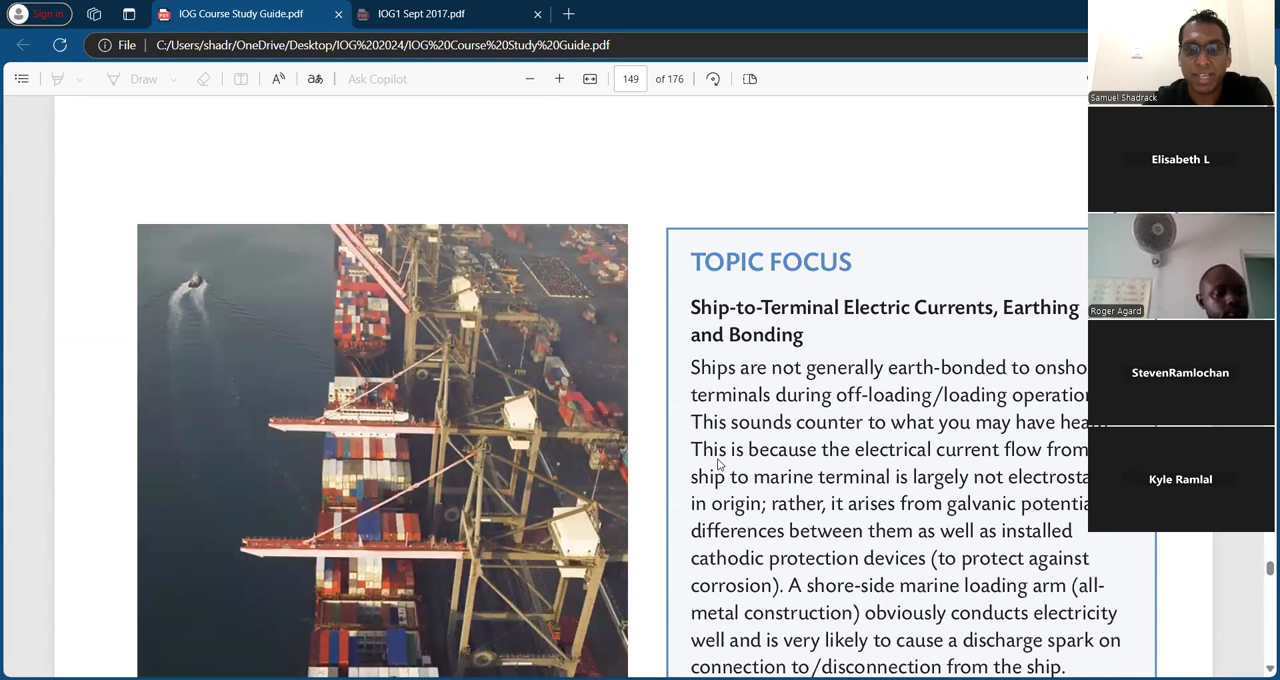 Sign in
IOG Course Study Guide.pdf
IOG1 Sept 2017.pdf
File
C:/Users/shadr/OneDrive/Desktop/IOG%202024/IOG%20Course%20Study%20Guide.pdf
Draw
Ask Copilot
149 of 176
TOPIC FOCUS
Ship-to-Terminal Electric Currents, Earthing
and Bonding
Ships are not generally earth-bonded to
terminals during off-loading/loading
This sounds counter to what you may have
This is because the electrical current flow from
ship to marine terminal is largely not
in origin; rather, it arises from galvanic
differences between them as well as installed
cathodic protection devices (to protect against
corrosion). A shore-side marine loading arm (all-
metal construction) obviously conducts electricity
well and is very likely to cause a discharge spark on
connection to/disconnection from the ship.
Samuel Shadrack
Elisabeth L
Roger Agard
StevenRamlochan
Kyle Ramlal